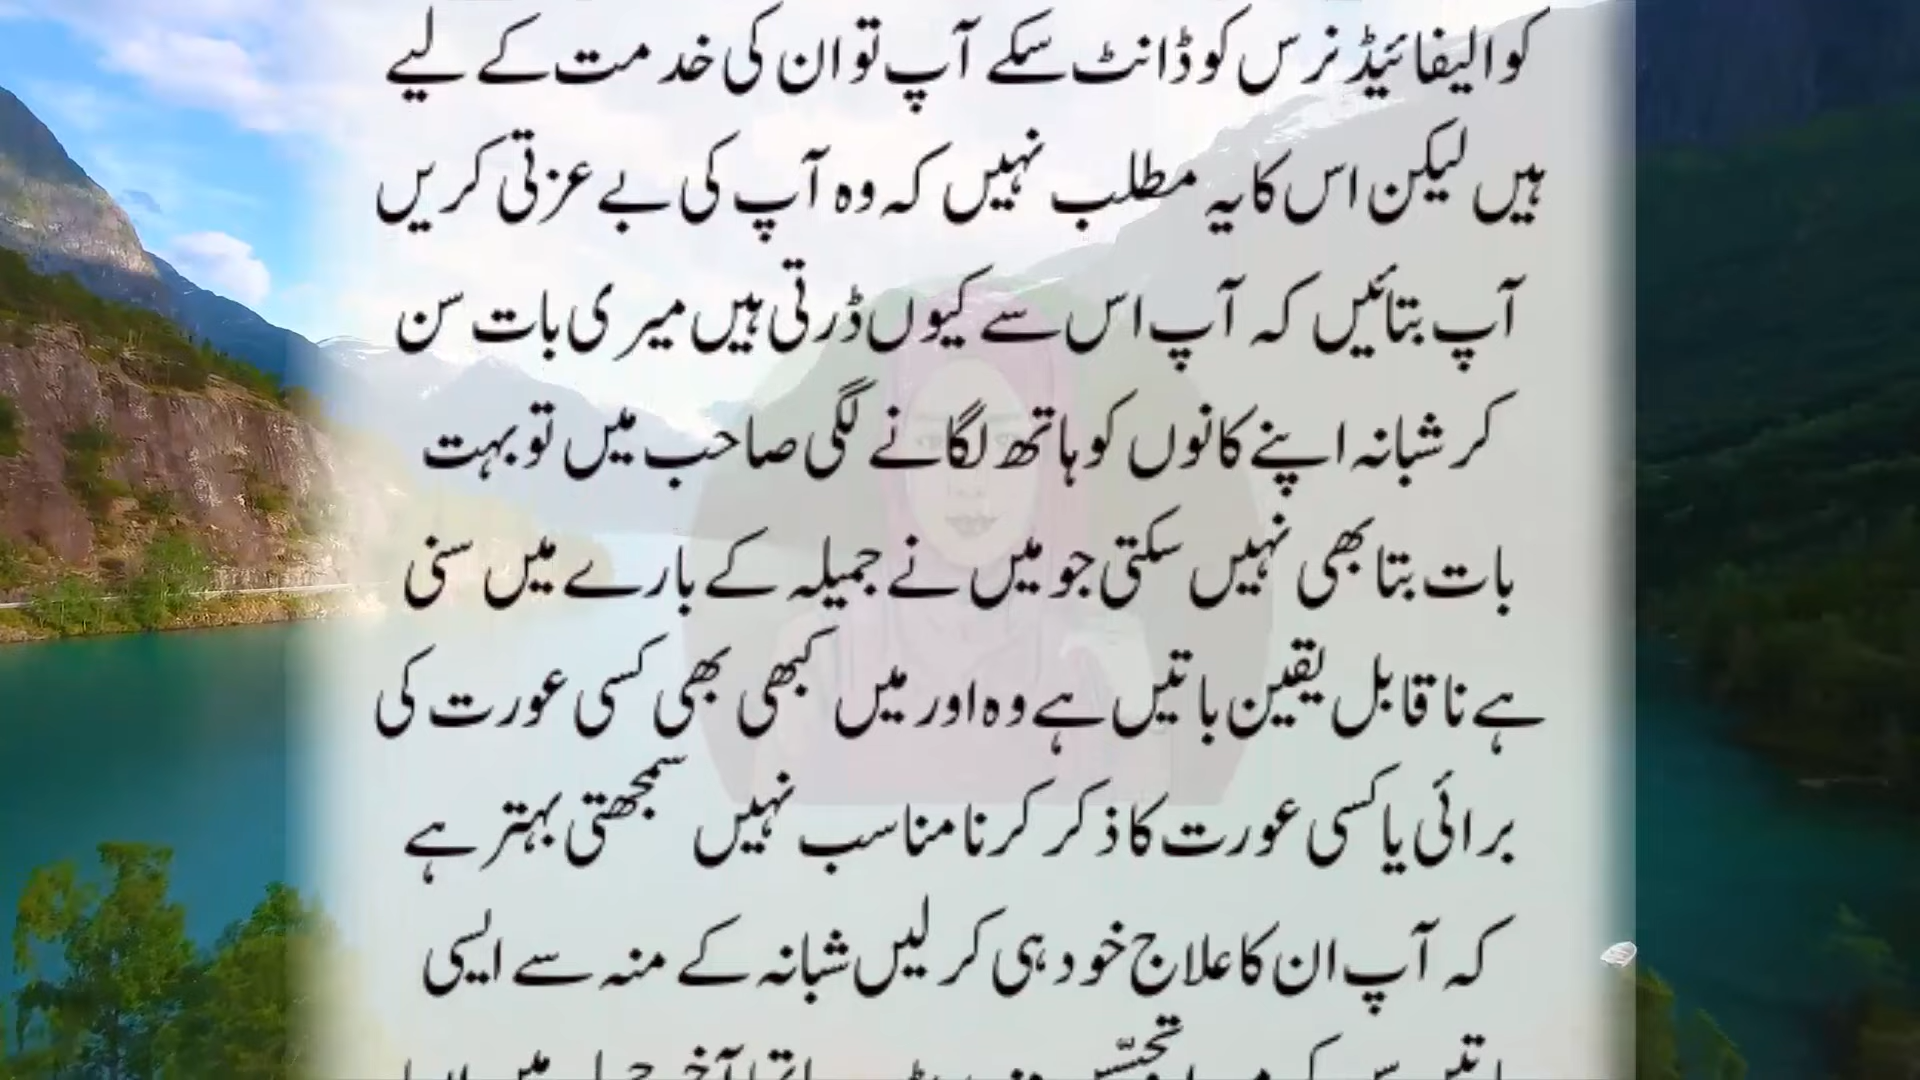 کوالیفائیڈ نرس کو ڈانٹ سکے آپ تو ان کی خدمت کے لیے
ہیں لیکن اس کا یہ مطلب نہیں کہ وہ آپ کی بے عزتی کریں
آپ بتائیں کہ آپ اس سے کیوں ڈرتی ہیں میری بات سن
کر شبانہ اپنے کانوں کو ہاتھ لگانے لگی صاحب میں تو بہت
بات بتا بھی نہیں سکتی جو میں نے جمیلہ کے بارے میں سنی
ہے نا قابل یقین باتیں ہے وہ اور میں کبھی بھی کسی عورت کی
برائی یا کسی عورت کا ذکر کرنا مناسب نہیں سمجھتی بہتر ہے
کہ آپ ان کا علاج خود ہی کر لیں شبانہ کے منہ سے ایسی